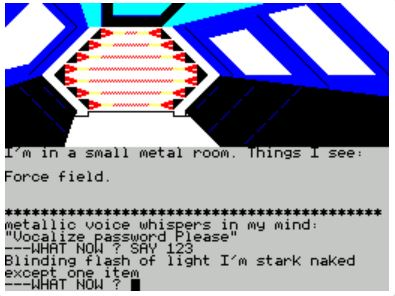 I'm in a small metal room. Things I see:
Force field.
******************************************
metallic voice whispers in my mind:
"Vocalize password Please"
---WHAT NOW ? SAY 123
Blinding flash of light I'm stark naked
except one item
---WHAT NOW ?